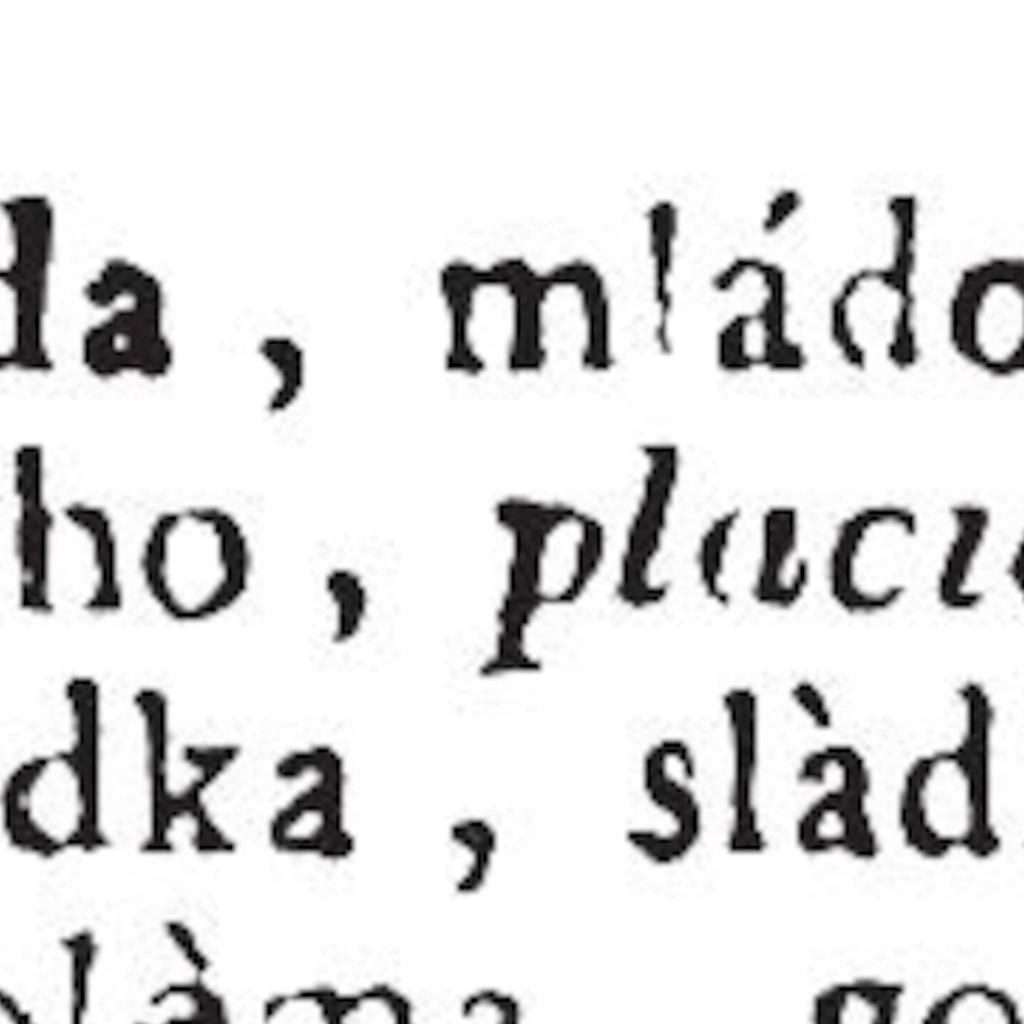 da , mládo
ho , placi
dka , slàd